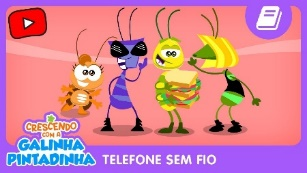 CRESCENDO
COM A
GALINHA
PINTADINHA
TELEFONE SEM FIO